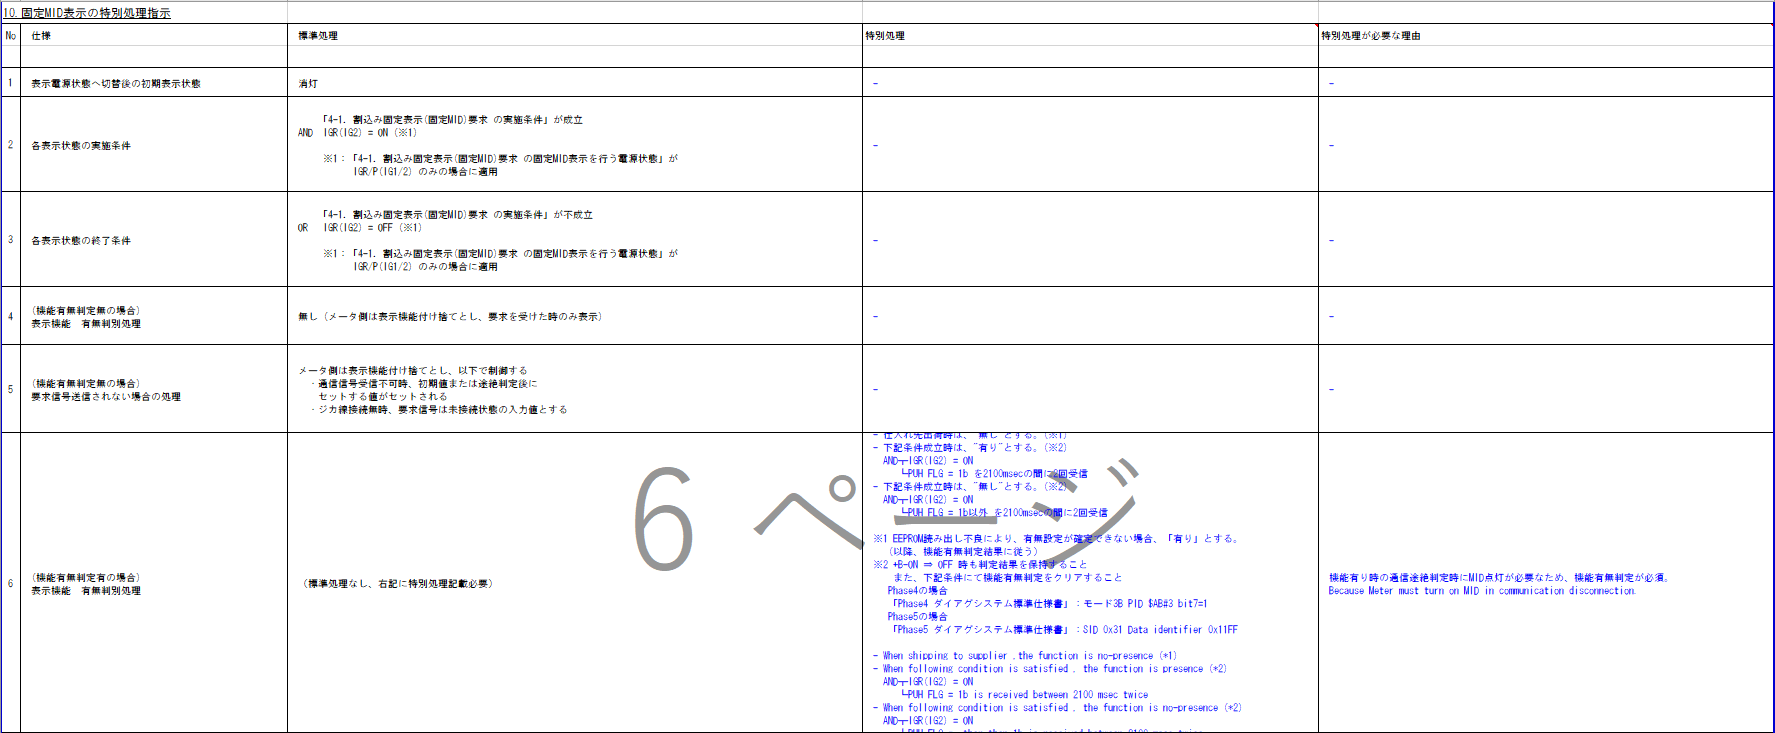 10. 固定MID表示の特別処理指示
No 仕様 標準処理 特別処理 特別処理が必要な理由
1 表示電源状態へ切替後の初期表示状態 消灯 - -
2 各表示状態の実施条件
「4-1. 割込み固定表示(固定MID)要求 の実施条件」が成立
AND IGR(IG2) = ON (※1)
※1：「4-1. 割込み固定表示(固定MID)要求 の固定MID表示を行う電源状態」が
IGR/P(IG1/2) のみの場合に適用
- -
3 各表示状態の終了条件
「4-1. 割込み固定表示(固定MID)要求 の実施条件」が不成立
OR IGR(IG2) = OFF (※1)
※1：「4-1. 割込み固定表示(固定MID)要求 の固定MID表示を行う電源状態」が
IGR/P(IG1/2) のみの場合に適用
- -
4 (機能有無判定無の場合)
表示機能 有無判別処理
無し（メータ側は表示機能付け捨てとし、要求を受けた時のみ表示）
- -
5 (機能有無判定無の場合)
要求信号送信されない場合の処理
メータ側は表示機能付け捨てとし、以下で制御する
・通信信号受信不可時、初期値または途絶判定後に
セットする値がセットされる
・ジカ線接続無時、要求信号は未接続状態の入力値とする
- -
6 (機能有無判定有の場合)
表示機能 有無判別処理
（標準処理なし、右記に特別処理記載必要）
- 仕入れ先出荷時は、¨無し¨とする。(※1)
- 下記条件成立時は、¨有り¨とする。(※2)
AND┬IGR(IG2) = ON
┗PUH_FLG = 1b を2100msecの間に2回受信
- 下記条件成立時は、¨無し¨とする。(※2)
AND┬IGR(IG2) = ON
┗PUH_FLG = 1b以外 を2100msecの間に2回受信
※1 EEPROM読み出し不良により、有無設定が確定できない場合、「有り」とする。
（以降、機能有無判定結果に従う）
※2 +B-ON ⇒ OFF 時も判定結果を保持すること
また、下記条件にて機能有無判定をクリアすること
Phase4の場合
「Phase4 ダイアグシステム標準仕様書」：モード3B PID $AB#3 bit7=1
Phase5の場合
「Phase5 ダイアグシステム標準仕様書」：SID 0x31 Data identifier 0x11FF
- When shipping to supplier ,the function is no-presence (*1)
- When following condition is satisfied , the function is presence (*2)
AND┬IGR(IG2) = ON
┗PUH_FLG = 1b is received between 2100 msec twice
- When following condition is satisfied , the function is no-presence (*2)
AND┬IGR(IG2) = ON
機能有り時の通信途絶判定時にMID点灯が必要なため、機能有無判定が必須。
Because Meter must turn on MID in communication disconnection.
6 ページ